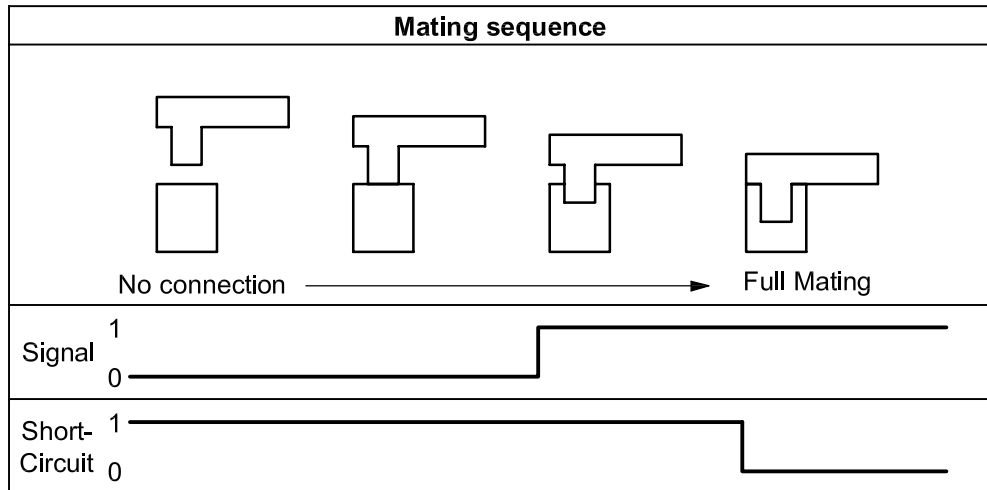 Mating sequence
No connection
Full Mating
Signal
1
0
Short-
Circuit
1
0